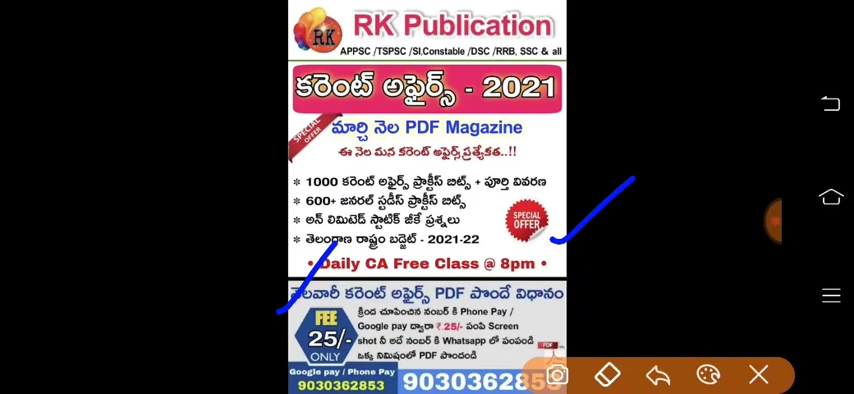 RK
RK Publication
APPSC /TSPSC /SI,Constable /DSC /RRB, SSC & all
కరెంట్ అఫైర్స్ - 2021
SPECIAL OFFER
మార్చి నెల PDF Magazine
ఈ నెల మన కరెంట్ అఫైర్స్ ప్రత్యేకత..!!
* 1000 కరెంట్ అఫైర్స్ ప్రాక్టీస్ బిట్స్ + పూర్తి వివరణ
* 600+ జనరల్ స్టడీస్ ప్రాక్టీస్ బిట్స్
* అన్ లిమిటెడ్ స్టాటిక్ జీకే ప్రశ్నలు
* తెలంగాణ రాష్ట్రం బడ్జెట్ - 2021-22
SPECIAL
OFFER
• Daily CA Free Class @ 8pm •
నెలవారీ కరెంట్ అఫైర్స్ PDF పొందే విధానం
FEE
25/-
ONLY
క్రింద చూపించిన నంబర్ కి Phone Pay /
Google pay ద్వారా ₹.25/- పంపి Screen
shot నీ అదే నంబర్ కి Whatsapp లో పంపండి
ఒక్క నిమిషంలో PDF పొందండి
PDF
Google pay / Phone Pay
9030362853
9030362853